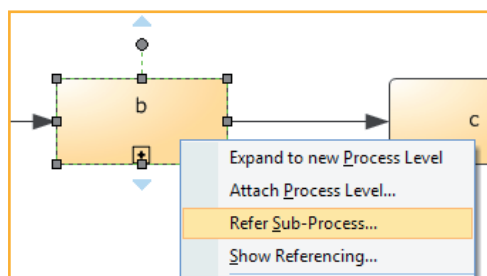 b
c
Expand to new Process Level
Attach Process Level...
Refer Sub-Process...
Show Referencing...